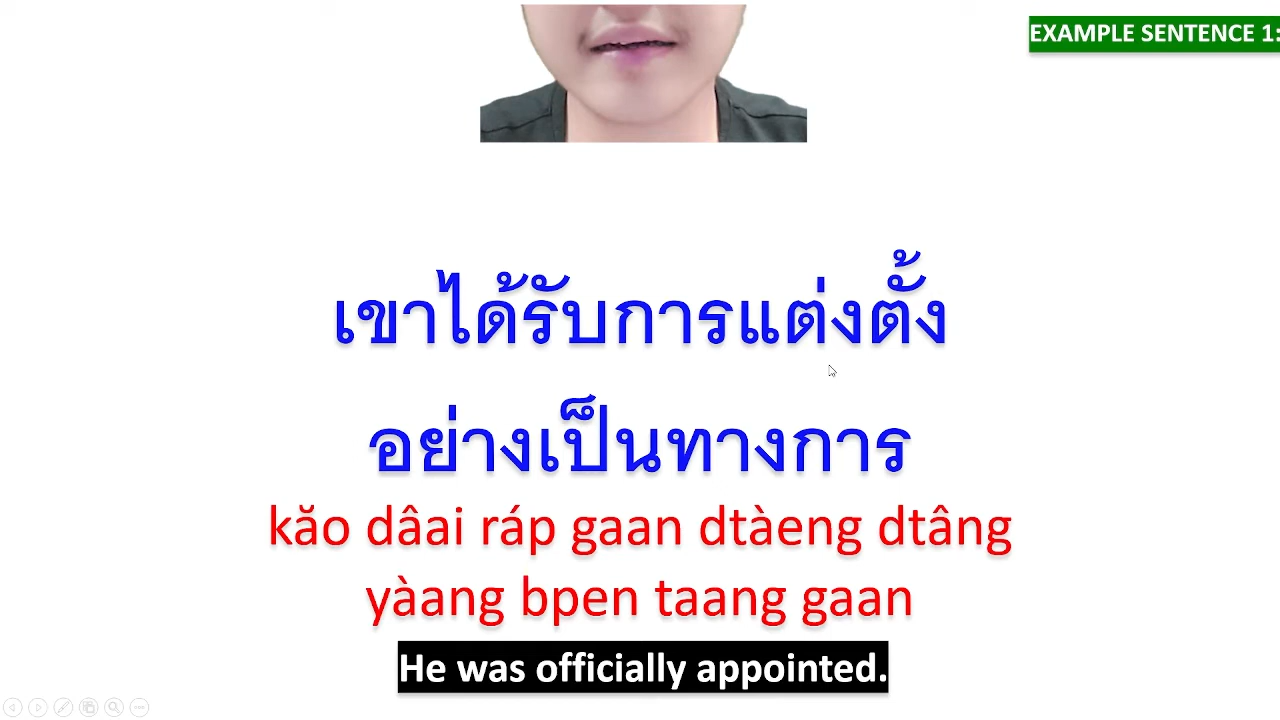 EXAMPLE SENTENCE 1:
เขาได้รับการแต่งตั้ง
อย่างเป็นทางการ
kăo dâai ráp gaan dtàeng dtâng
yàang bpen taang gaan
He was officially appointed.